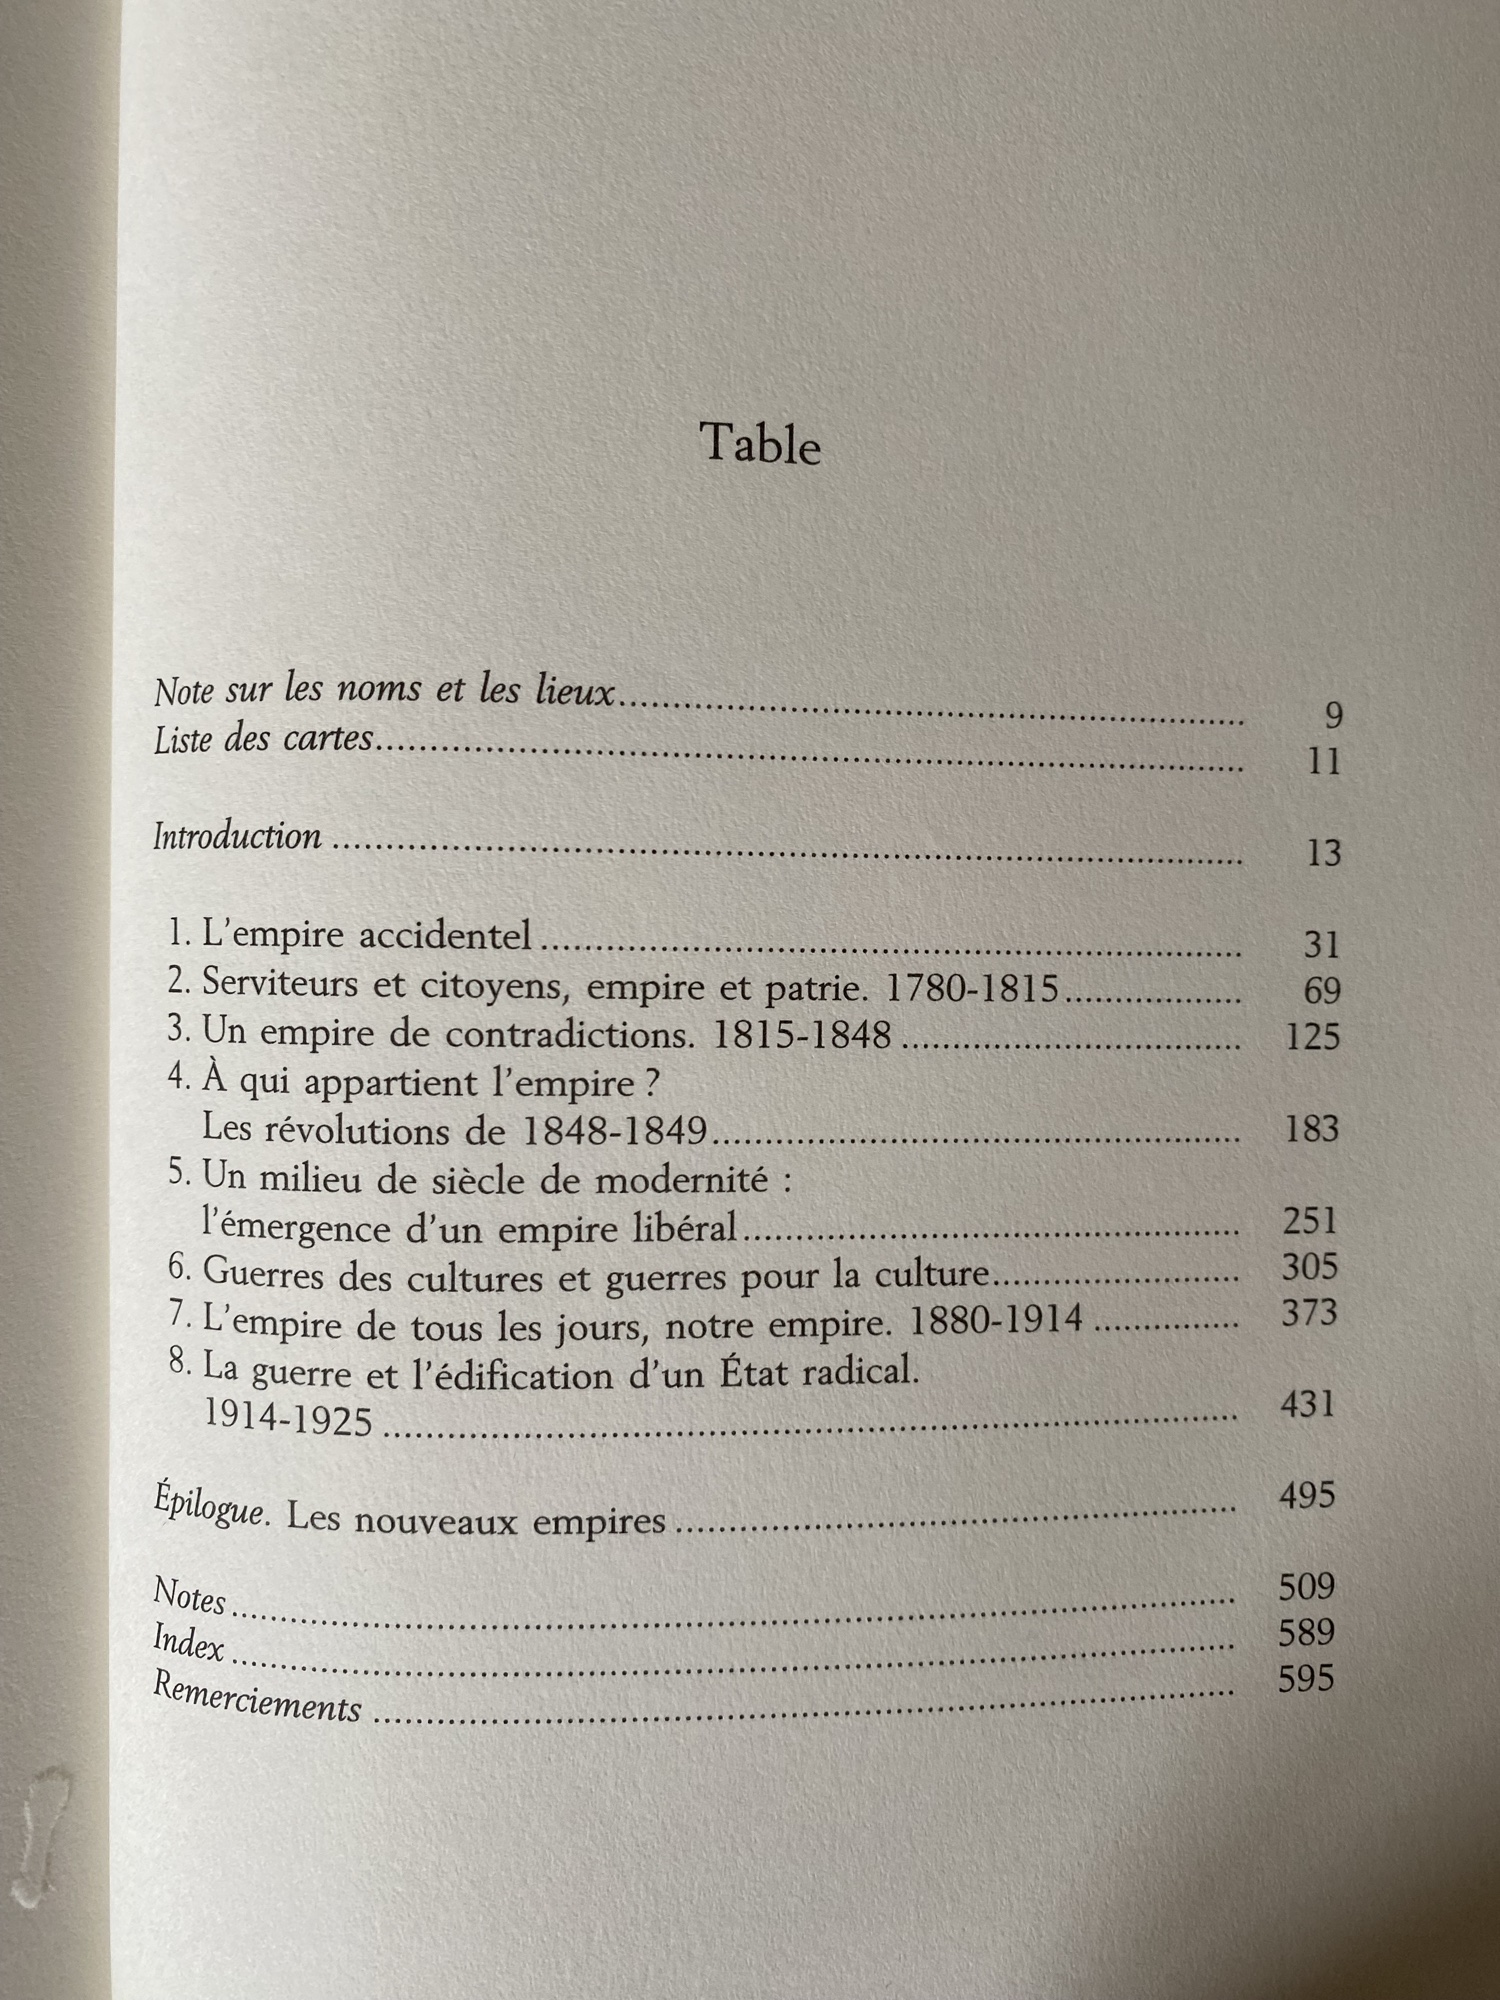 Table
Note sur les noms et les lieux.......... 9
Liste des cartes.......... 11
Introduction .......... 13
1. L'empire accidentel .......... 31
2. Serviteurs et citoyens, empire et patrie. 1780-1815.......... 69
3. Un empire de contradictions. 1815-1848 .......... 125
4. À qui appartient l'empire ?
Les révolutions de 1848-1849.......... 183
5. Un milieu de siècle de modernité :
l'émergence d'un empire libéral.......... 251
6. Guerres des cultures et guerres pour la culture.......... 305
7. L'empire de tous les jours, notre empire. 1880-1914 .......... 373
8. La guerre et l'édification d'un État radical.
1914-1925 .......... 431
Épilogue. Les nouveaux empires .......... 495
Notes .......... 509
Index .......... 589
Remerciements .......... 595